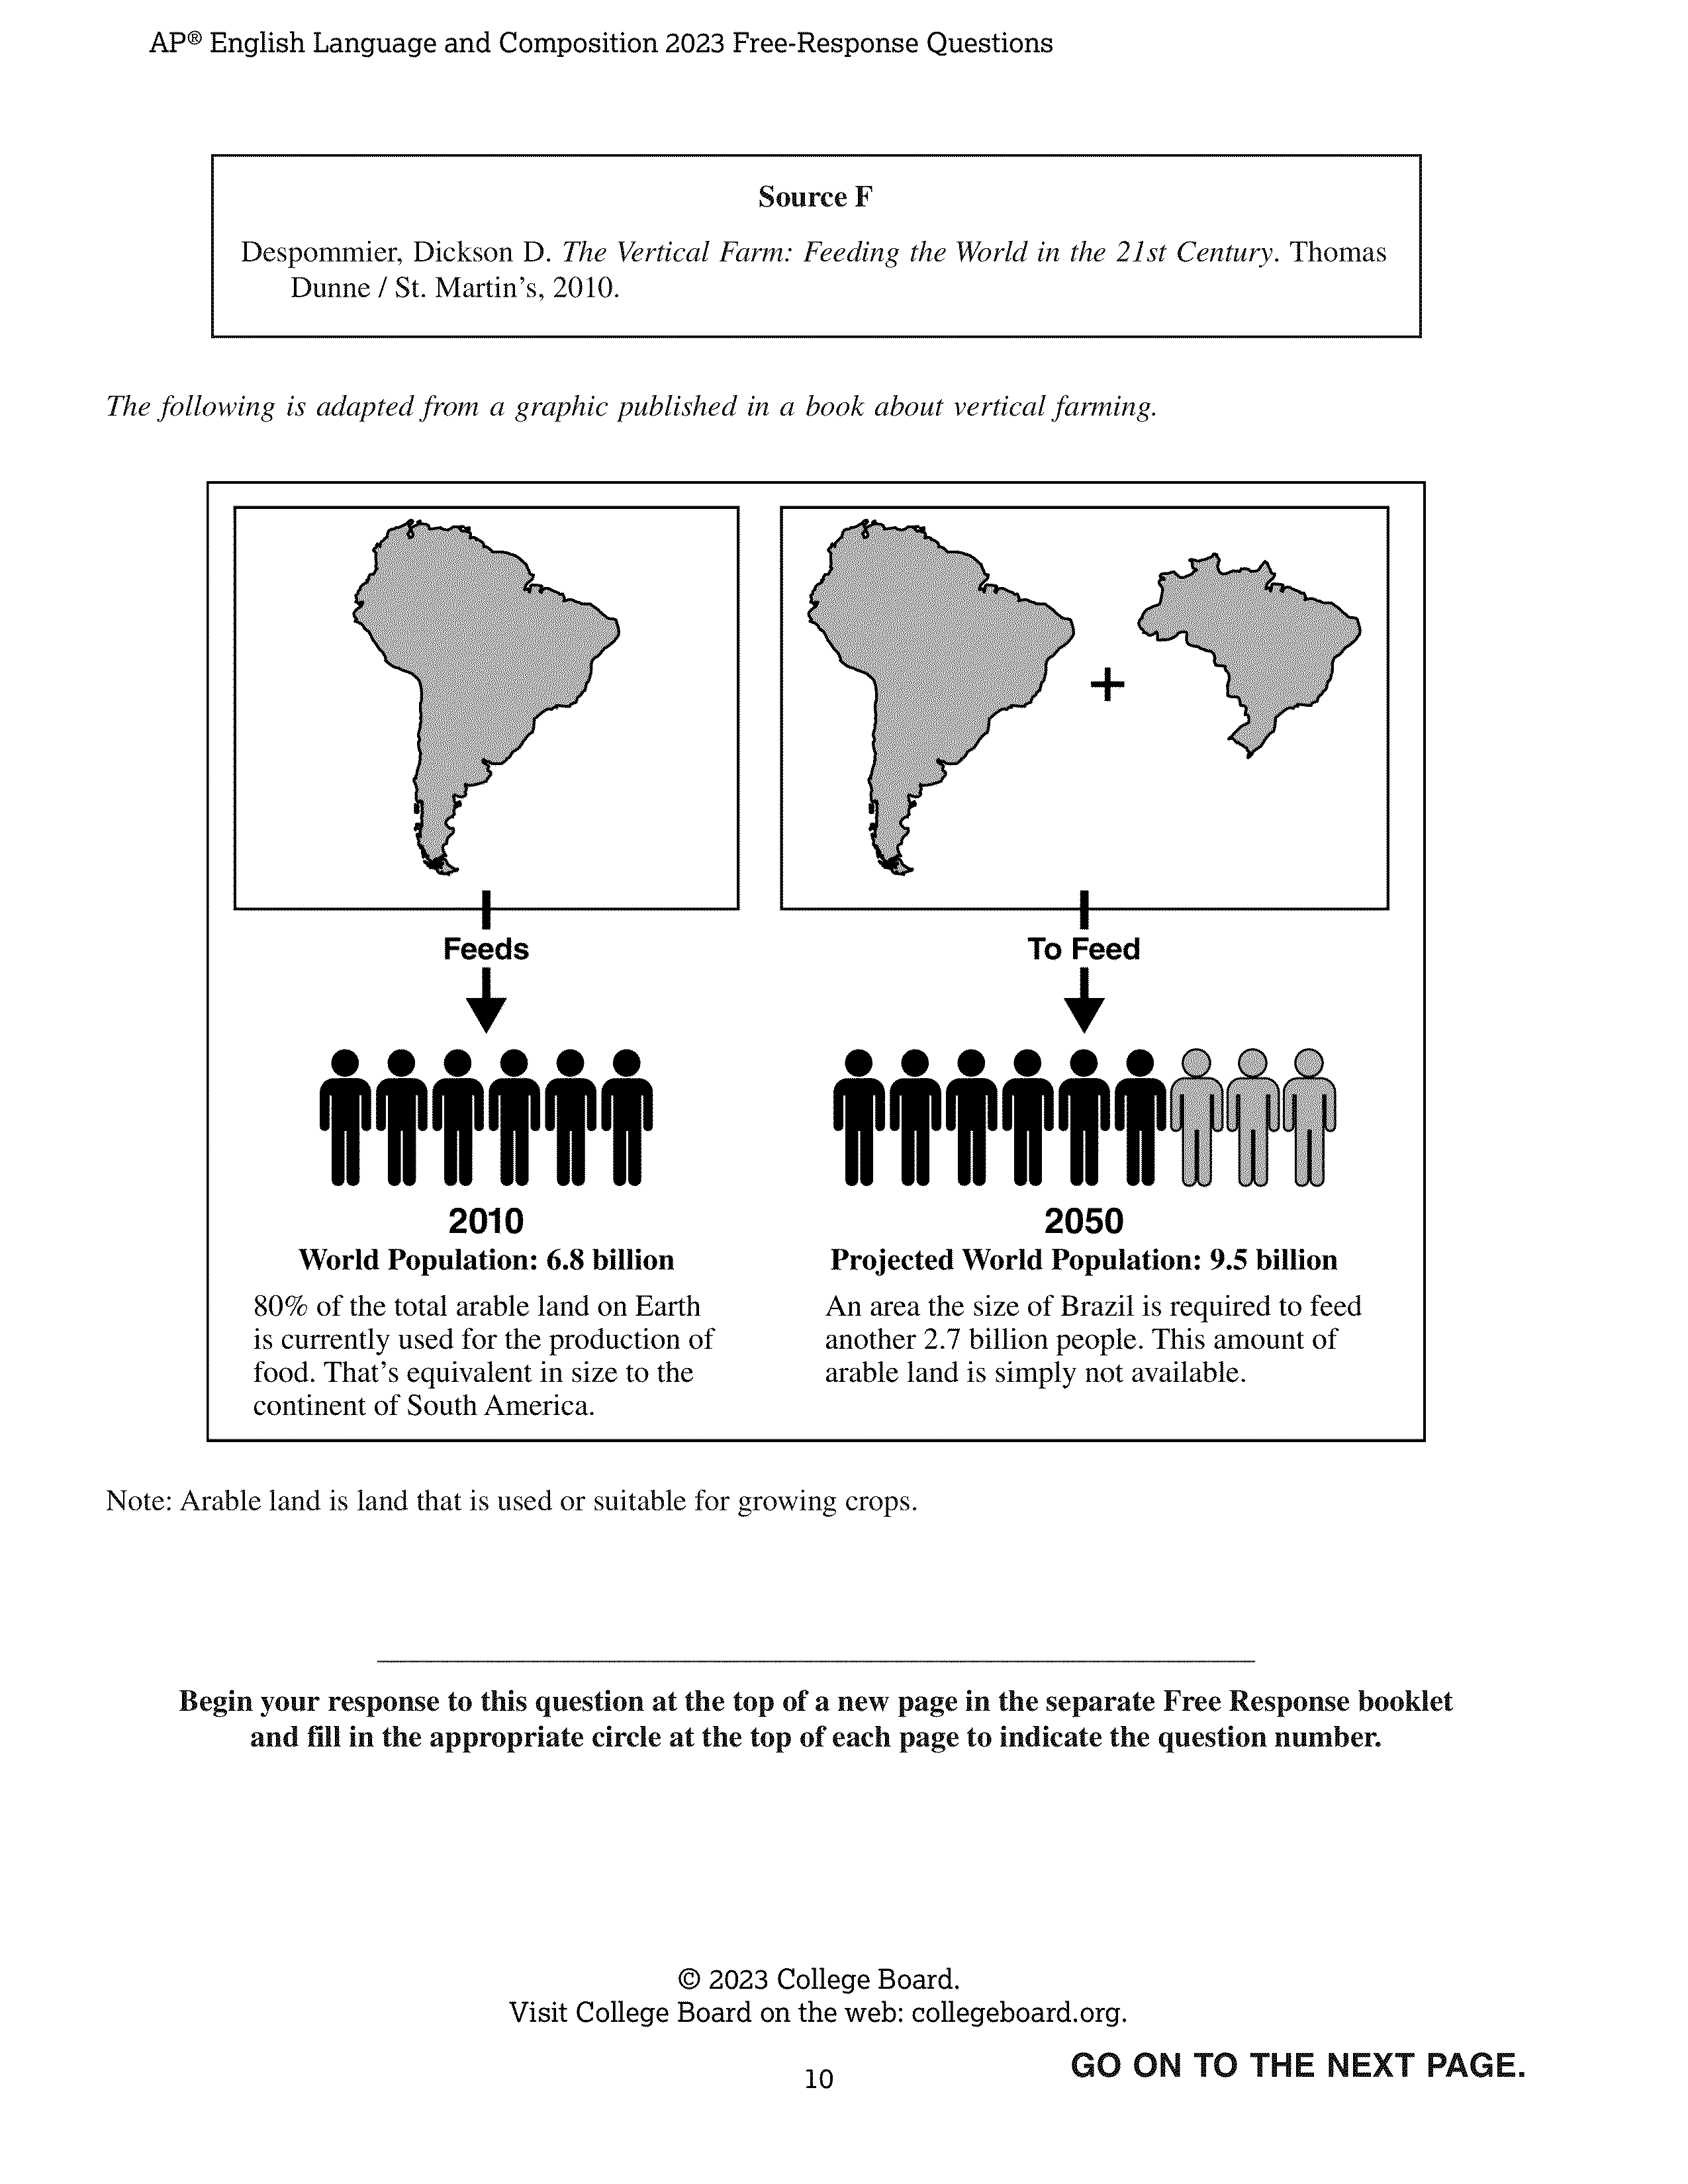 AP® English Language and Composition 2023 Free-Response Questions
Source F
Despommier, Dickson D. The Vertical Farm: Feeding the World in the 21st Century. Thomas
Dunne / St. Martin's, 2010.
The following is adapted from a graphic published in a book about vertical farming.
+
Feeds
To Feed
2010
World Population: 6.8 billion
80% of the total arable land on Earth
is currently used for the production of
food. That's equivalent in size to the
continent of South America.
2050
Projected World Population: 9.5 billion
An area the size of Brazil is required to feed
another 2.7 billion people. This amount of
arable land is simply not available.
Note: Arable land is land that is used or suitable for growing crops.
Begin your response to this question at the top of a new page in the separate Free Response booklet
and fill in the appropriate circle at the top of each page to indicate the question number.
© 2023 College Board.
Visit College Board on the web: collegeboard.org.
10
GO ON TO THE NEXT PAGE.